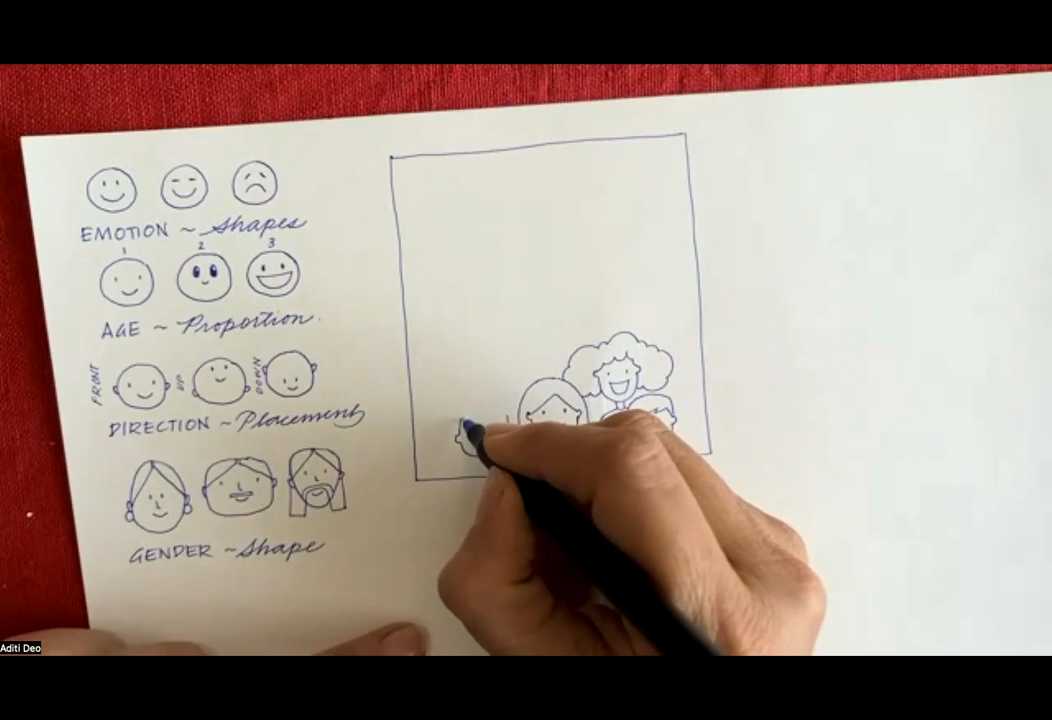 EMOTION ~ Shapes
1 2 3
AGE ~ Proportion.
FRONT UP DOWN
DIRECTION ~ Placement
GENDER ~ Shape
Aditi Deo